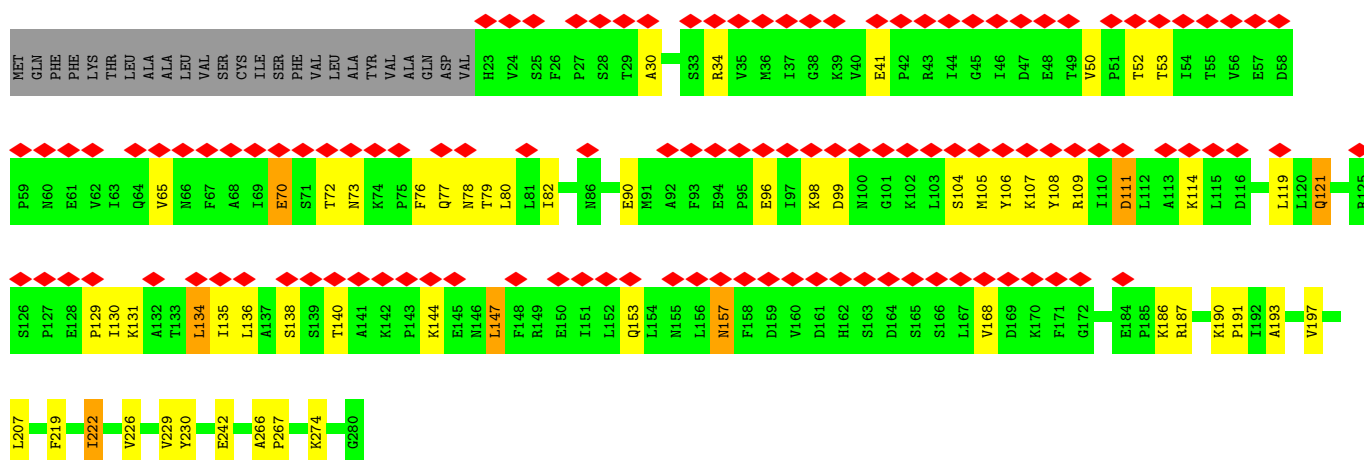 MET GLN PHE PHE LYS THR LEU ALA ALA LEU VAL SER CYS ILE SER PHE VAL LEU ALA TYR VAL ALA GLN ASP VAL H23 V24 S25 F26 P27 S28 T29 A30 S33 R34 V35 M36 I37 G38 K39 V40 E41 P42 R43 I44 G45 I46 D47 E48 T49 V50 P51 T52 T53 I54 T55 V56 E57 D58
P59 N60 E61 V62 I63 Q64 V65 N66 F67 A68 I69 E70 S71 T72 N73 K74 P75 F76 Q77 N78 T79 L80 L81 I82 N86 E90 M91 A92 F93 E94 P95 E96 I97 K98 D99 N100 G101 K102 L103 S104 M105 Y106 K107 Y108 R109 I110 D111 L112 A113 K114 L115 D116 L119 L120 Q121 R125
S126 P127 E128 P129 I130 K131 A132 T133 L134 I135 L136 A137 S138 S139 T140 A141 K142 P143 K144 E145 N146 L147 F148 R149 E150 I151 L152 Q153 L154 N155 L156 N157 F158 D159 V160 D161 H162 S163 D164 S165 S166 L167 V168 D169 K170 F171 G172 E184 P185 K186 R187 K190 P191 I192 A193 V197
L207 F219 I222 V226 V229 Y230 E242 A266 P267 K274 G280